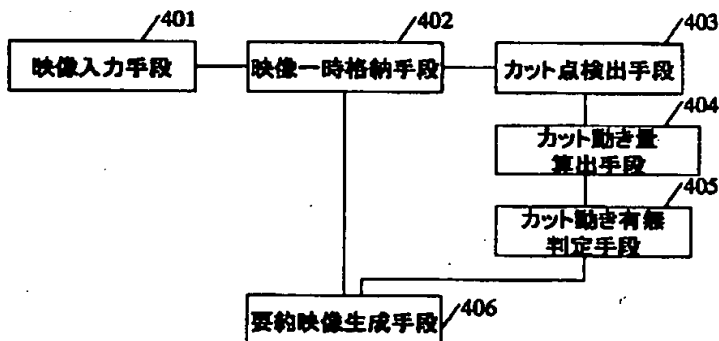 401
映像入力手段
402
映像一時格納手段
403
カット点検出手段
404
カット動き量
算出手段
405
カット動き有無
判定手段
406
要約映像生成手段